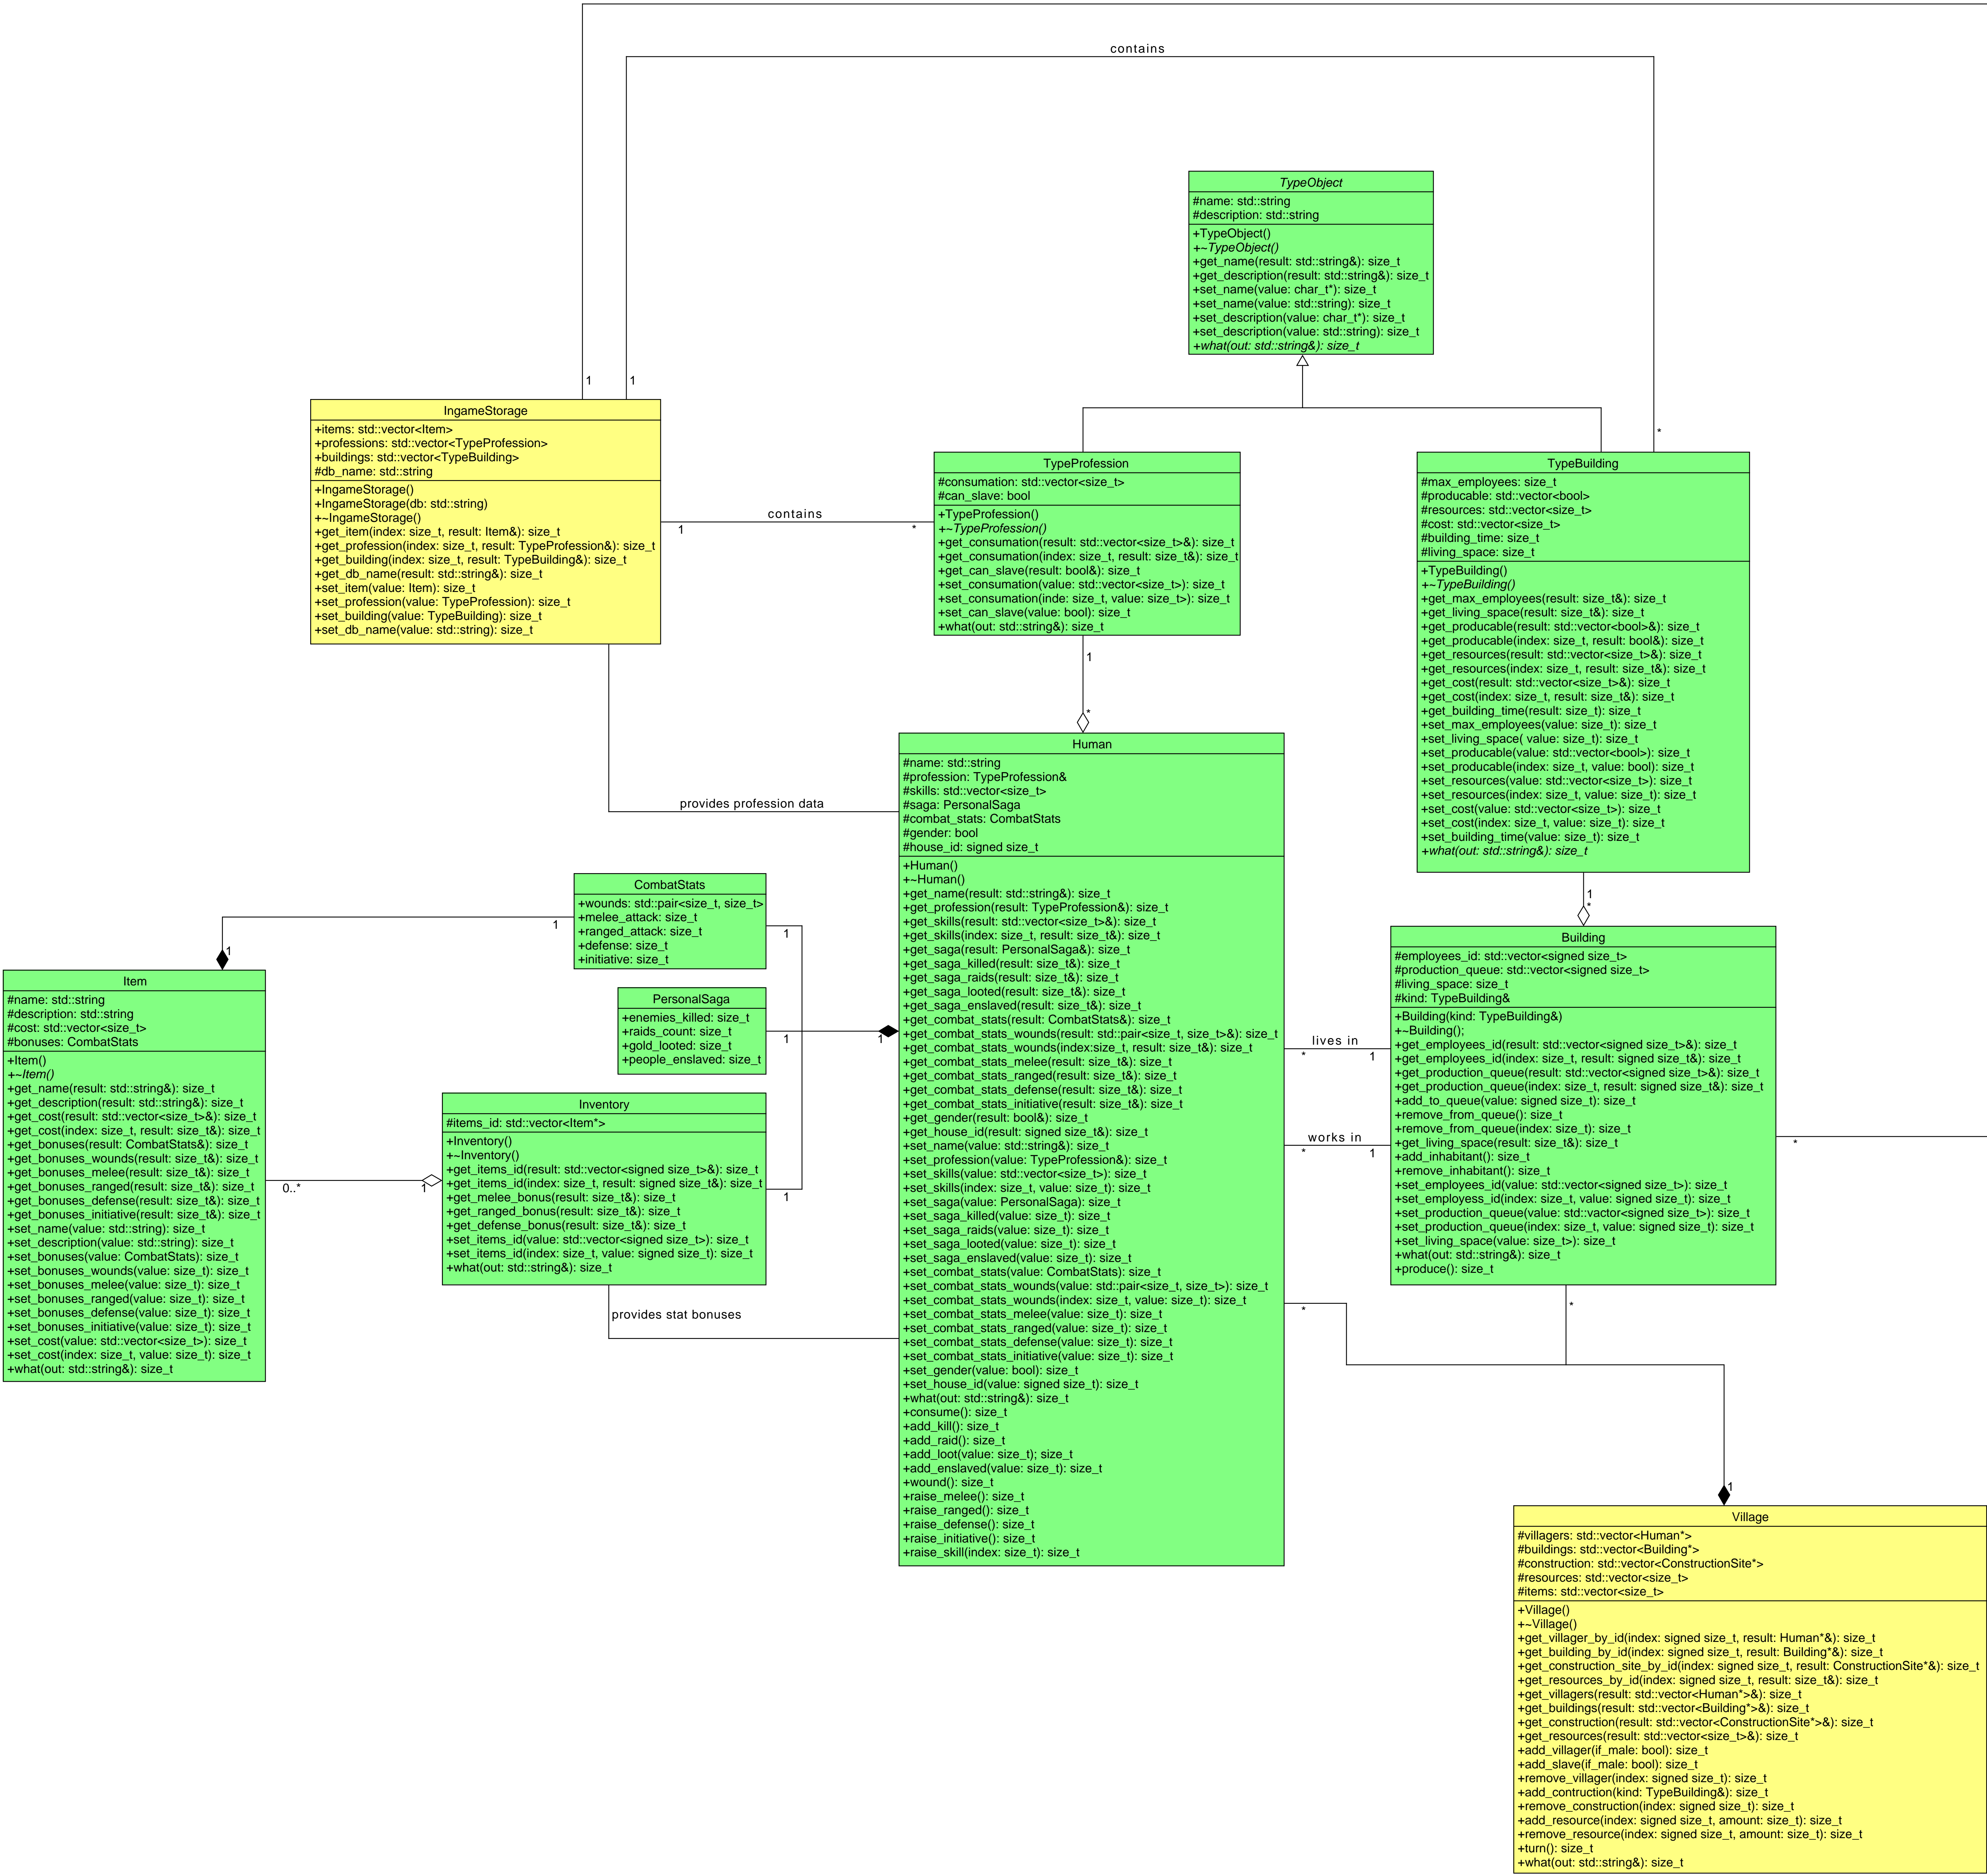 contains
TypeObject
#name: std::string
#description: std::string
+TypeObject()
+~TypeObject()
+get_name(result: std::string&): size_t
+get_description(result: std::string&): size_t
+set_name(value: char_t*): size_t
+set_name(value: std::string): size_t
+set_description(value: char_t*): size_t
+set_description(value: std::string): size_t
+what(out: std::string&): size_t
1
1
*
IngameStorage
+items: std::vector<Item>
+professions: std::vector<TypeProfession>
+buildings: std::vector<TypeBuilding>
#db_name: std::string
+IngameStorage()
+IngameStorage(db: std::string)
+~IngameStorage()
+get_item(index: size_t, result: Item&): size_t
+get_profession(index: size_t, result: TypeProfession&): size_t
+get_building(index: size_t, result: TypeBuilding&): size_t
+get_db_name(result: std::string&): size_t
+set_item(value: Item): size_t
+set_profession(value: TypeProfession): size_t
+set_building(value: TypeBuilding): size_t
+set_db_name(value: std::string): size_t
contains
1
*
TypeProfession
#consumation: std::vector<size_t>
#can_slave: bool
+TypeProfession()
+~TypeProfession()
+get_consumation(result: std::vector<size_t>&): size_t
+get_consumation(index: size_t, result: size_t&): size_t
+get_can_slave(result: bool&): size_t
+set_consumation(value: std::vector<size_t>): size_t
+set_consumation(inde: size_t, value: size_t>): size_t
+set_can_slave(value: bool): size_t
+what(out: std::string&): size_t
1
*
TypeBuilding
#max_employees: size_t
#producable: std::vector<bool>
#resources: std::vector<size_t>
#cost: std::vector<size_t>
#building_time: size_t
#living_space: size_t
+TypeBuilding()
+~TypeBuilding()
+get_max_employees(result: size_t&): size_t
+get_living_space(result: size_t&): size_t
+get_producable(result: std::vector<bool>&): size_t
+get_producable(index: size_t, result: bool&): size_t
+get_resources(result: std::vector<size_t>&): size_t
+get_resources(index: size_t, result: size_t&): size_t
+get_cost(result: std::vector<size_t>&): size_t
+get_cost(index: size_t, result: size_t&): size_t
+get_building_time(result: size_t): size_t
+set_max_employees(value: size_t): size_t
+set_living_space( value: size_t): size_t
+set_producable(value: std::vector<bool>): size_t
+set_producable(index: size_t, value: bool): size_t
+set_resources(value: std::vector<size_t>): size_t
+set_resources(index: size_t, value: size_t): size_t
+set_cost(value: std::vector<size_t>): size_t
+set_cost(index: size_t, value: size_t): size_t
+set_building_time(value: size_t): size_t
+what(out: std::string&): size_t
1
*
provides profession data
Human
#name: std::string
#profession: TypeProfession&
#skills: std::vector<size_t>
#saga: PersonalSaga
#combat_stats: CombatStats
#gender: bool
#house_id: signed size_t
+Human()
+~Human()
+get_name(result: std::string&): size_t
+get_profession(result: TypeProfession&): size_t
+get_skills(result: std::vector<size_t>&): size_t
+get_skills(index: size_t, result: size_t&): size_t
+get_saga(result: PersonalSaga&): size_t
+get_saga_killed(result: size_t&): size_t
+get_saga_raids(result: size_t&): size_t
+get_saga_looted(result: size_t&): size_t
+get_saga_enslaved(result: size_t&): size_t
+get_combat_stats(result: CombatStats&): size_t
+get_combat_stats_wounds(result: std::pair<size_t, size_t>&): size_t
+get_combat_stats_wounds(index:size_t, result: size_t&): size_t
+get_combat_stats_melee(result: size_t&): size_t
+get_combat_stats_ranged(result: size_t&): size_t
+get_combat_stats_defense(result: size_t&): size_t
+get_combat_stats_initiative(result: size_t&): size_t
+get_gender(result: bool&): size_t
+get_house_id(result: signed size_t&): size_t
+set_name(value: std::string&): size_t
+set_profession(value: TypeProfession&): size_t
+set_skills(value: std::vector<size_t>): size_t
+set_skills(index: size_t, value: size_t): size_t
+set_saga(value: PersonalSaga): size_t
+set_saga_killed(value: size_t): size_t
+set_saga_raids(value: size_t): size_t
+set_saga_looted(value: size_t): size_t
+set_saga_enslaved(value: size_t): size_t
+set_combat_stats(value: CombatStats): size_t
+set_combat_stats_wounds(value: std::pair<size_t, size_t>): size_t
+set_combat_stats_wounds(index: size_t, value: size_t): size_t
+set_combat_stats_melee(value: size_t): size_t
+set_combat_stats_ranged(value: size_t): size_t
+set_combat_stats_defense(value: size_t): size_t
+set_combat_stats_initiative(value: size_t): size_t
+set_gender(value: bool): size_t
+set_house_id(value: signed size_t): size_t
+what(out: std::string&): size_t
+consume(): size_t
+add_kill(): size_t
+add_raid(): size_t
+add_loot(value: size_t); size_t
+add_enslaved(value: size_t): size_t
+wound(): size_t
+raise_melee(): size_t
+raise_ranged(): size_t
+raise_defense(): size_t
+raise_initiative(): size_t
+raise_skill(index: size_t): size_t
CombatStats
+wounds: std::pair<size_t, size_t>
+melee_attack: size_t
+ranged_attack: size_t
+defense: size_t
+initiative: size_t
1
1
1
PersonalSaga
+enemies_killed: size_t
+raids_count: size_t
+gold_looted: size_t
+people_enslaved: size_t
1
1
Item
#name: std::string
#description: std::string
#cost: std::vector<size_t>
#bonuses: CombatStats
+Item()
+~Item()
+get_name(result: std::string&): size_t
+get_description(result: std::string&): size_t
+get_cost(result: std::vector<size_t>&): size_t
+get_cost(index: size_t, result: size_t&): size_t
+get_bonuses(result: CombatStats&): size_t
+get_bonuses_wounds(result: size_t&): size_t
+get_bonuses_melee(result: size_t&): size_t
+get_bonuses_ranged(result: size_t&): size_t
+get_bonuses_defense(result: size_t&): size_t
+get_bonuses_initiative(result: size_t&): size_t
+set_name(value: std::string): size_t
+set_description(value: std::string): size_t
+set_bonuses(value: CombatStats): size_t
+set_bonuses_wounds(value: size_t): size_t
+set_bonuses_melee(value: size_t): size_t
+set_bonuses_ranged(value: size_t): size_t
+set_bonuses_defense(value: size_t): size_t
+set_bonuses_initiative(value: size_t): size_t
+set_cost(value: std::vector<size_t>): size_t
+set_cost(index: size_t, value: size_t): size_t
+what(out: std::string&): size_t
0..*
1
Inventory
#items_id: std::vector<Item*>
+Inventory()
+~Inventory()
+get_items_id(result: std::vector<signed size_t>&): size_t
+get_items_id(index: size_t, result: signed size_t&): size_t
+get_melee_bonus(result: size_t&): size_t
+get_ranged_bonus(result: size_t&): size_t
+get_defense_bonus(result: size_t&): size_t
+set_items_id(value: std::vector<signed size_t>): size_t
+set_items_id(index: size_t, value: signed size_t): size_t
+what(out: std::string&): size_t
1
provides stat bonuses
lives in
*
1
works in
*
1
Building
#employees_id: std::vector<signed size_t>
#production_queue: std::vector<signed size_t>
#living_space: size_t
#kind: TypeBuilding&
+Building(kind: TypeBuilding&)
+~Building();
+get_employees_id(result: std::vector<signed size_t>&): size_t
+get_employees_id(index: size_t, result: signed size_t&): size_t
+get_production_queue(result: std::vector<signed size_t>&): size_t
+get_production_queue(index: size_t, result: signed size_t&): size_t
+add_to_queue(value: signed size_t): size_t
+remove_from_queue(): size_t
+remove_from_queue(index: size_t): size_t
+get_living_space(result: size_t&): size_t
+add_inhabitant(): size_t
+remove_inhabitant(): size_t
+set_employees_id(value: std::vector<signed size_t>): size_t
+set_employess_id(index: size_t, value: signed size_t): size_t
+set_production_queue(value: std::vactor<signed size_t>): size_t
+set_production_queue(index: size_t, value: signed size_t): size_t
+set_living_space(value: size_t>): size_t
+what(out: std::string&): size_t
+produce(): size_t
*
*
*
1
Village
#villagers: std::vector<Human*>
#buildings: std::vector<Building*>
#construction: std::vector<ConstructionSite*>
#resources: std::vector<size_t>
#items: std::vector<size_t>
+Village()
+~Village()
+get_villager_by_id(index: signed size_t, result: Human*&): size_t
+get_building_by_id(index: signed size_t, result: Building*&): size_t
+get_construction_site_by_id(index: signed size_t, result: ConstructionSite*&): size_t
+get_resources_by_id(index: signed size_t, result: size_t&): size_t
+get_villagers(result: std::vector<Human*>&): size_t
+get_buildings(result: std::vector<Building*>&): size_t
+get_construction(result: std::vector<ConstructionSite*>&): size_t
+get_resources(result: std::vector<size_t>&): size_t
+add_villager(if_male: bool): size_t
+add_slave(if_male: bool): size_t
+remove_villager(index: signed size_t): size_t
+add_contruction(kind: TypeBuilding&): size_t
+remove_construction(index: signed size_t): size_t
+add_resource(index: signed size_t, amount: size_t): size_t
+remove_resource(index: signed size_t, amount: size_t): size_t
+turn(): size_t
+what(out: std::string&): size_t